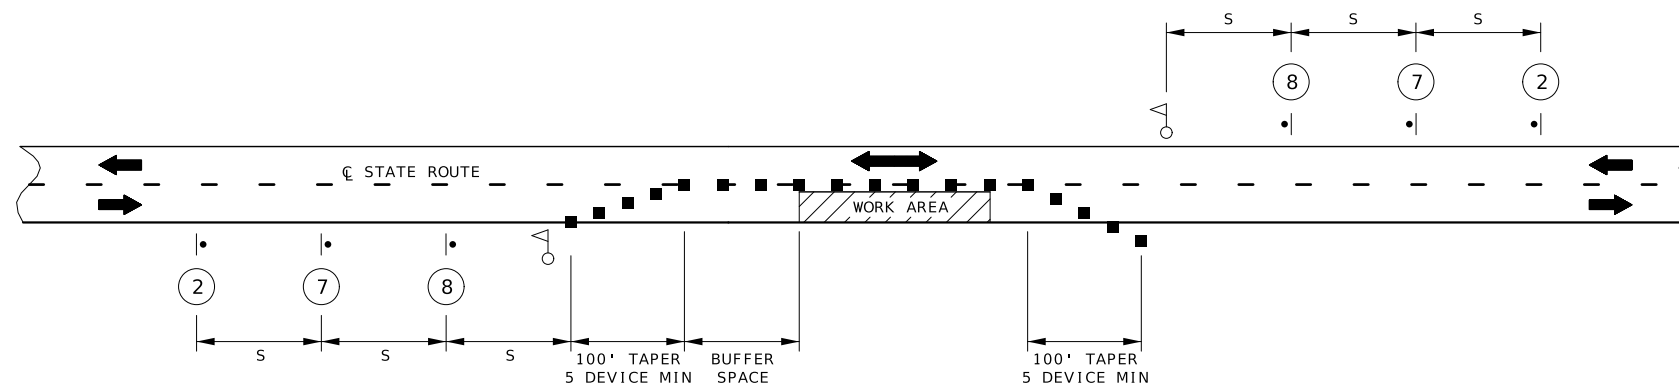 S S S
8 7 2
℄ STATE ROUTE
WORK AREA
2 7 8
S S S
100' TAPER
5 DEVICE MIN
BUFFER
SPACE
100' TAPER
5 DEVICE MIN